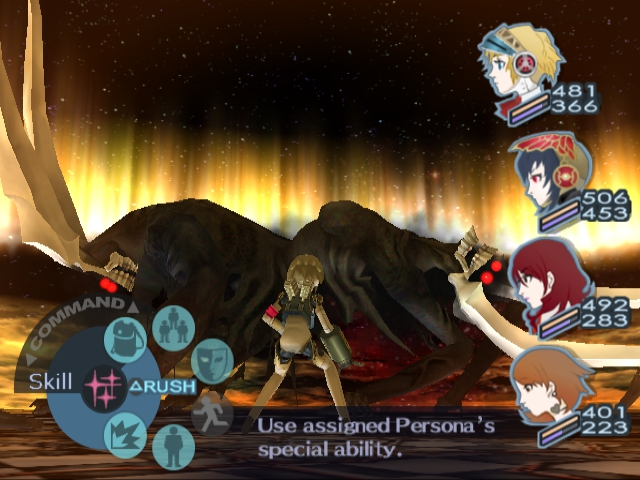 481
366
506
453
492
283
401
223
COMMAND
Skill
RUSH
Use assigned Persona's
special ability.